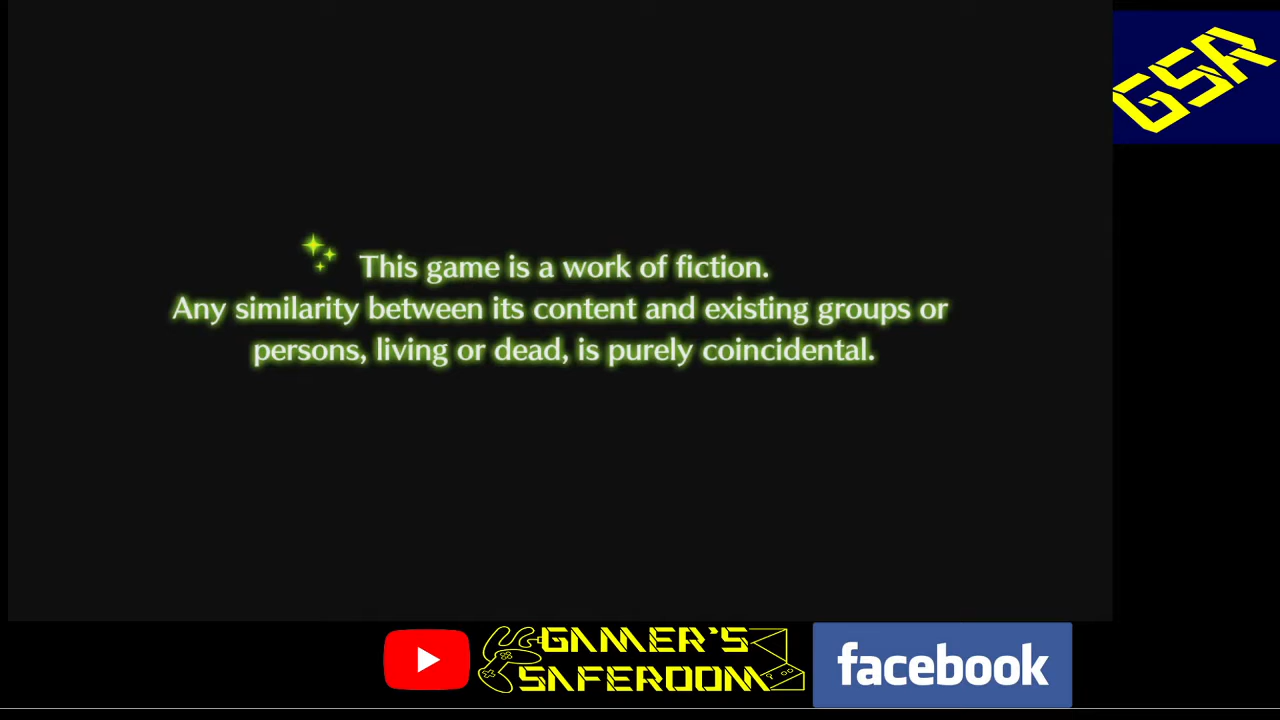 GSR
This game is a work of fiction.
Any similarity between its content and existing groups or
persons, living or dead, is purely coincidental.
GAMER'S
SAFEROOM
facebook